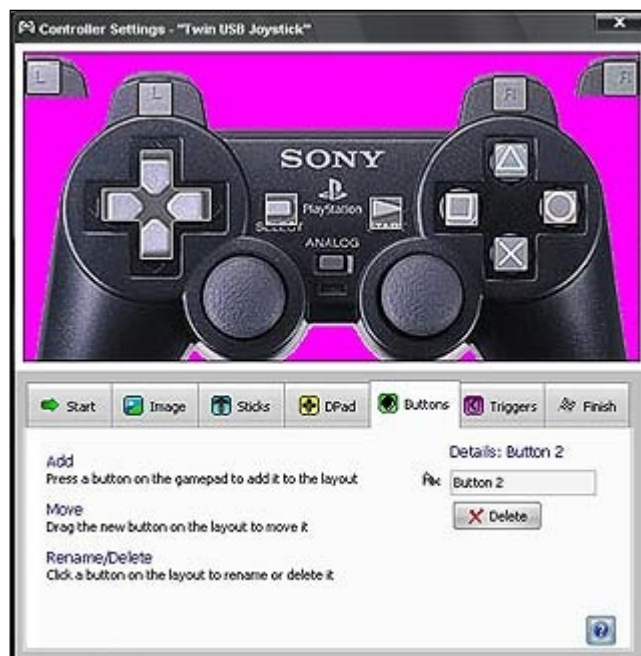 Controller Settings - "Twin USB Joystick"
L
L
R
R
SONY
PlayStation
SELECT
ANALOG
Start
Image
Sticks
DPad
Buttons
Triggers
Finish
Add
Press a button on the gamepad to add it to the layout
Move
Drag the new button on the layout to move it
Rename/Delete
Click a button on the layout to rename or delete it
Details: Button 2
Abc
Button 2
Delete
?